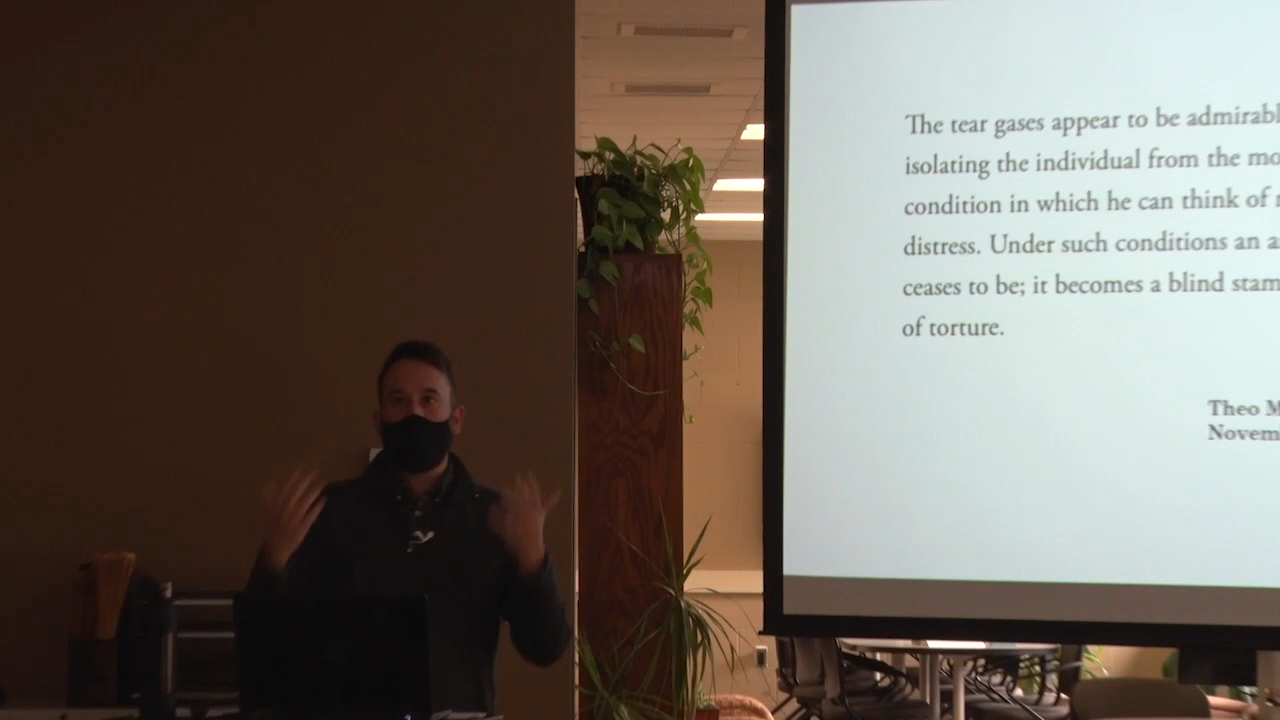 The tear gases appear to be admirabl
isolating the individual from the mo
condition in which he can think of
distress. Under such conditions an a
ceases to be; it becomes a blind stam
of torture.
Theo M
Novem